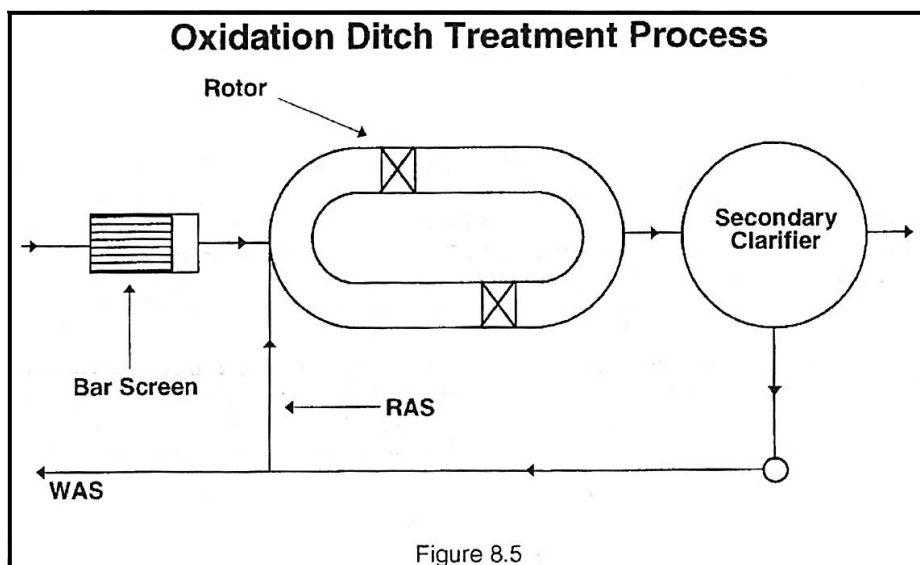 Oxidation Ditch Treatment Process
Rotor
Secondary
Clarifier
Bar Screen
RAS
WAS
Figure 8.5